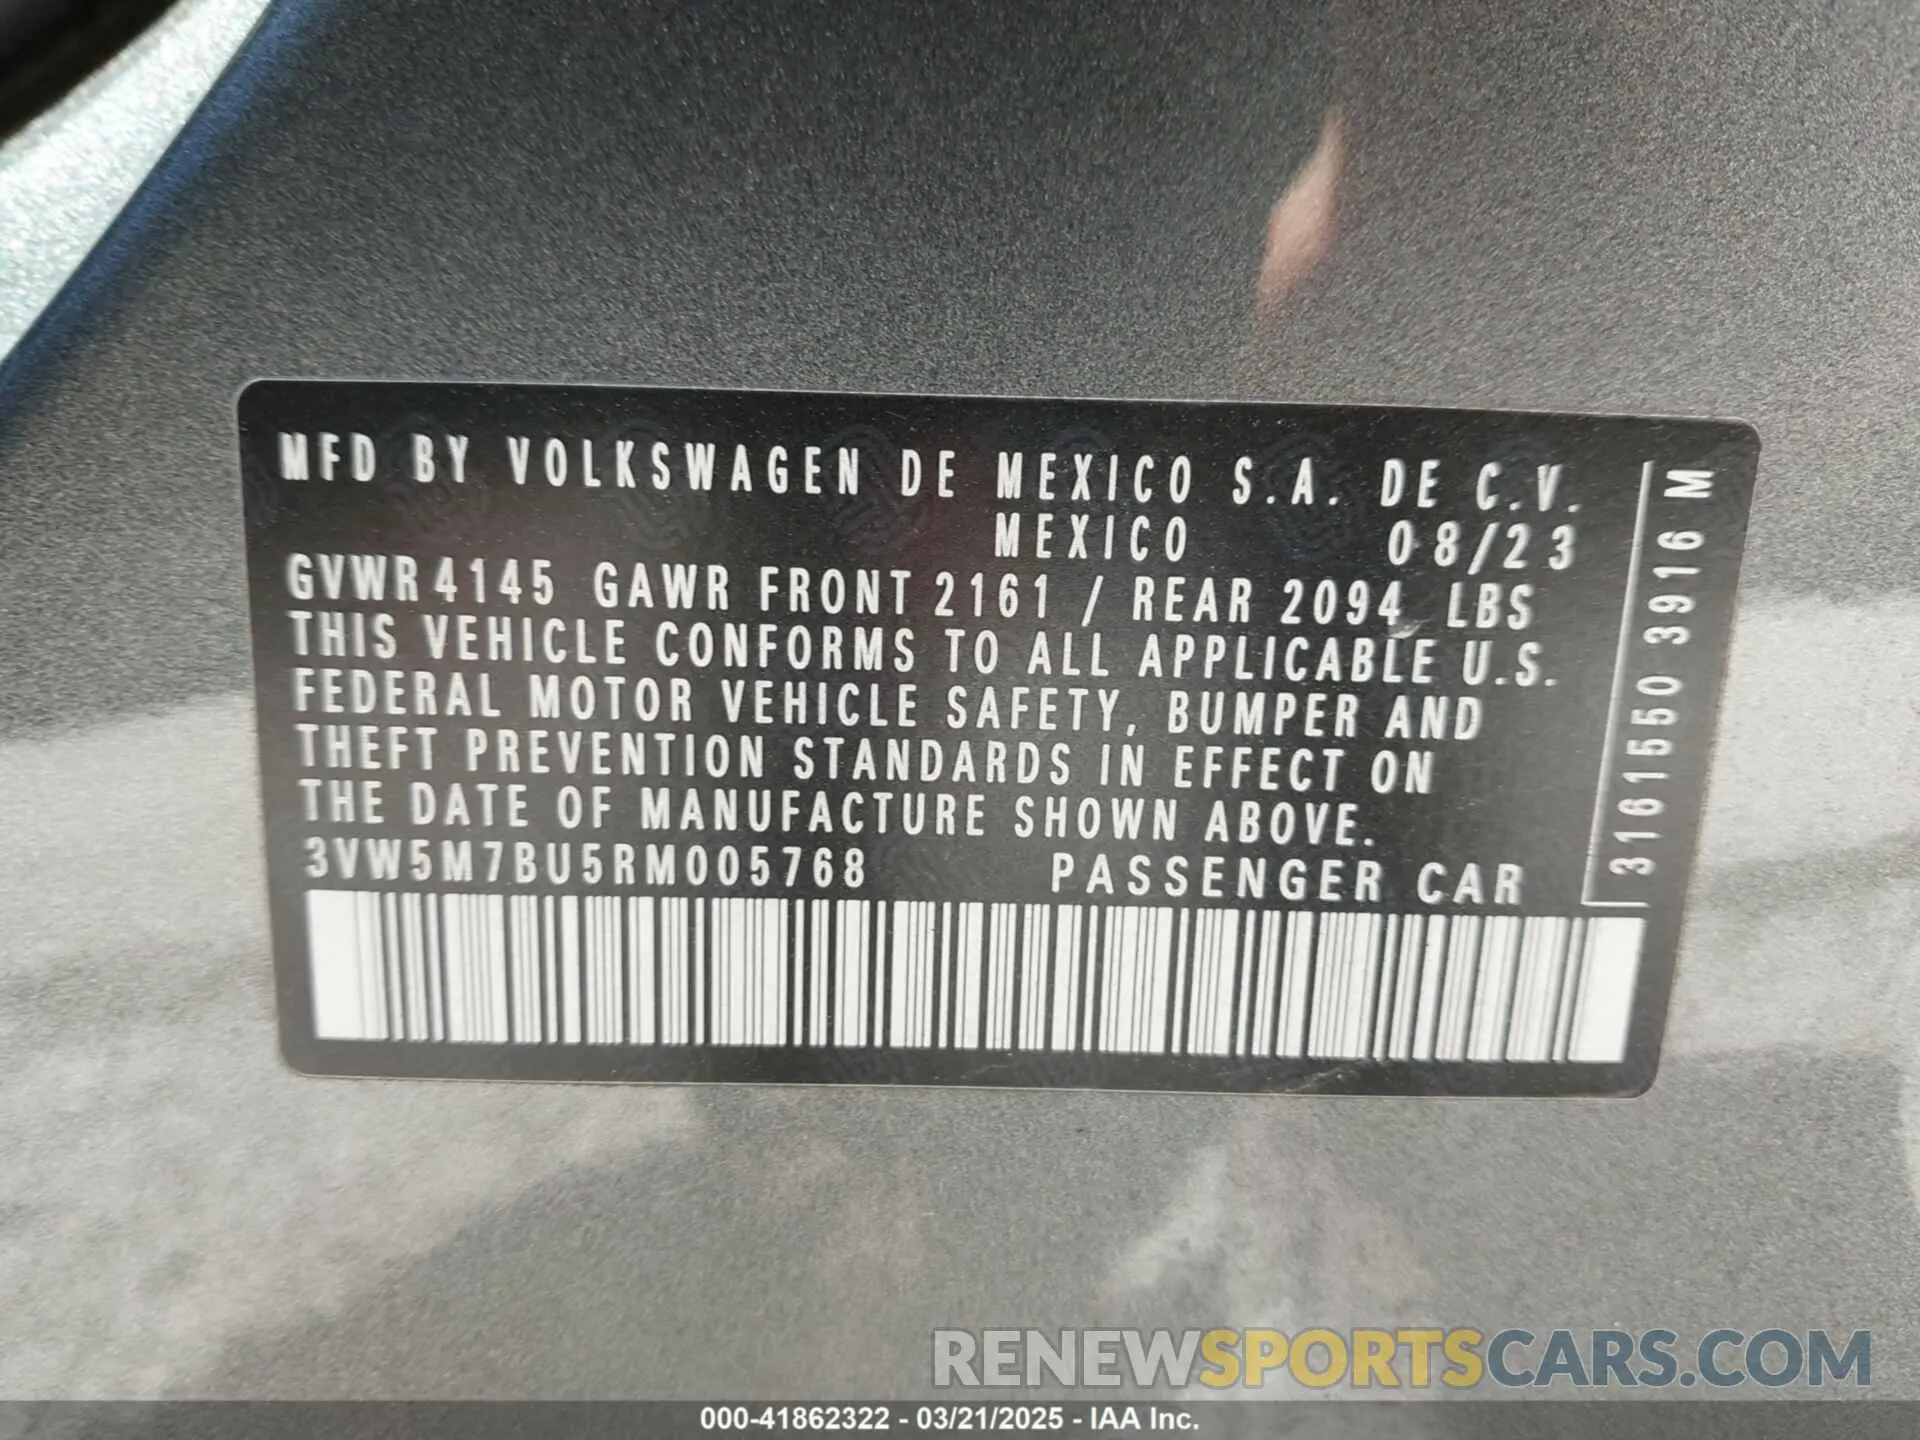 MFD BY VOLKSWAGEN DE MEXICO S.A. DE C.V.
MEXICO 08/23
GVWR 4145 GAWR FRONT 2161 / REAR 2094 LBS
THIS VEHICLE CONFORMS TO ALL APPLICABLE U.S.
FEDERAL MOTOR VEHICLE SAFETY, BUMPER AND
THEFT PREVENTION STANDARDS IN EFFECT ON
THE DATE OF MANUFACTURE SHOWN ABOVE.
3VW5M7BU5RM005768 PASSENGER CAR
3161550 3916 M
RENEWSPORTSCARS.COM
000-41862322 - 03/21/2025 - IAA Inc.